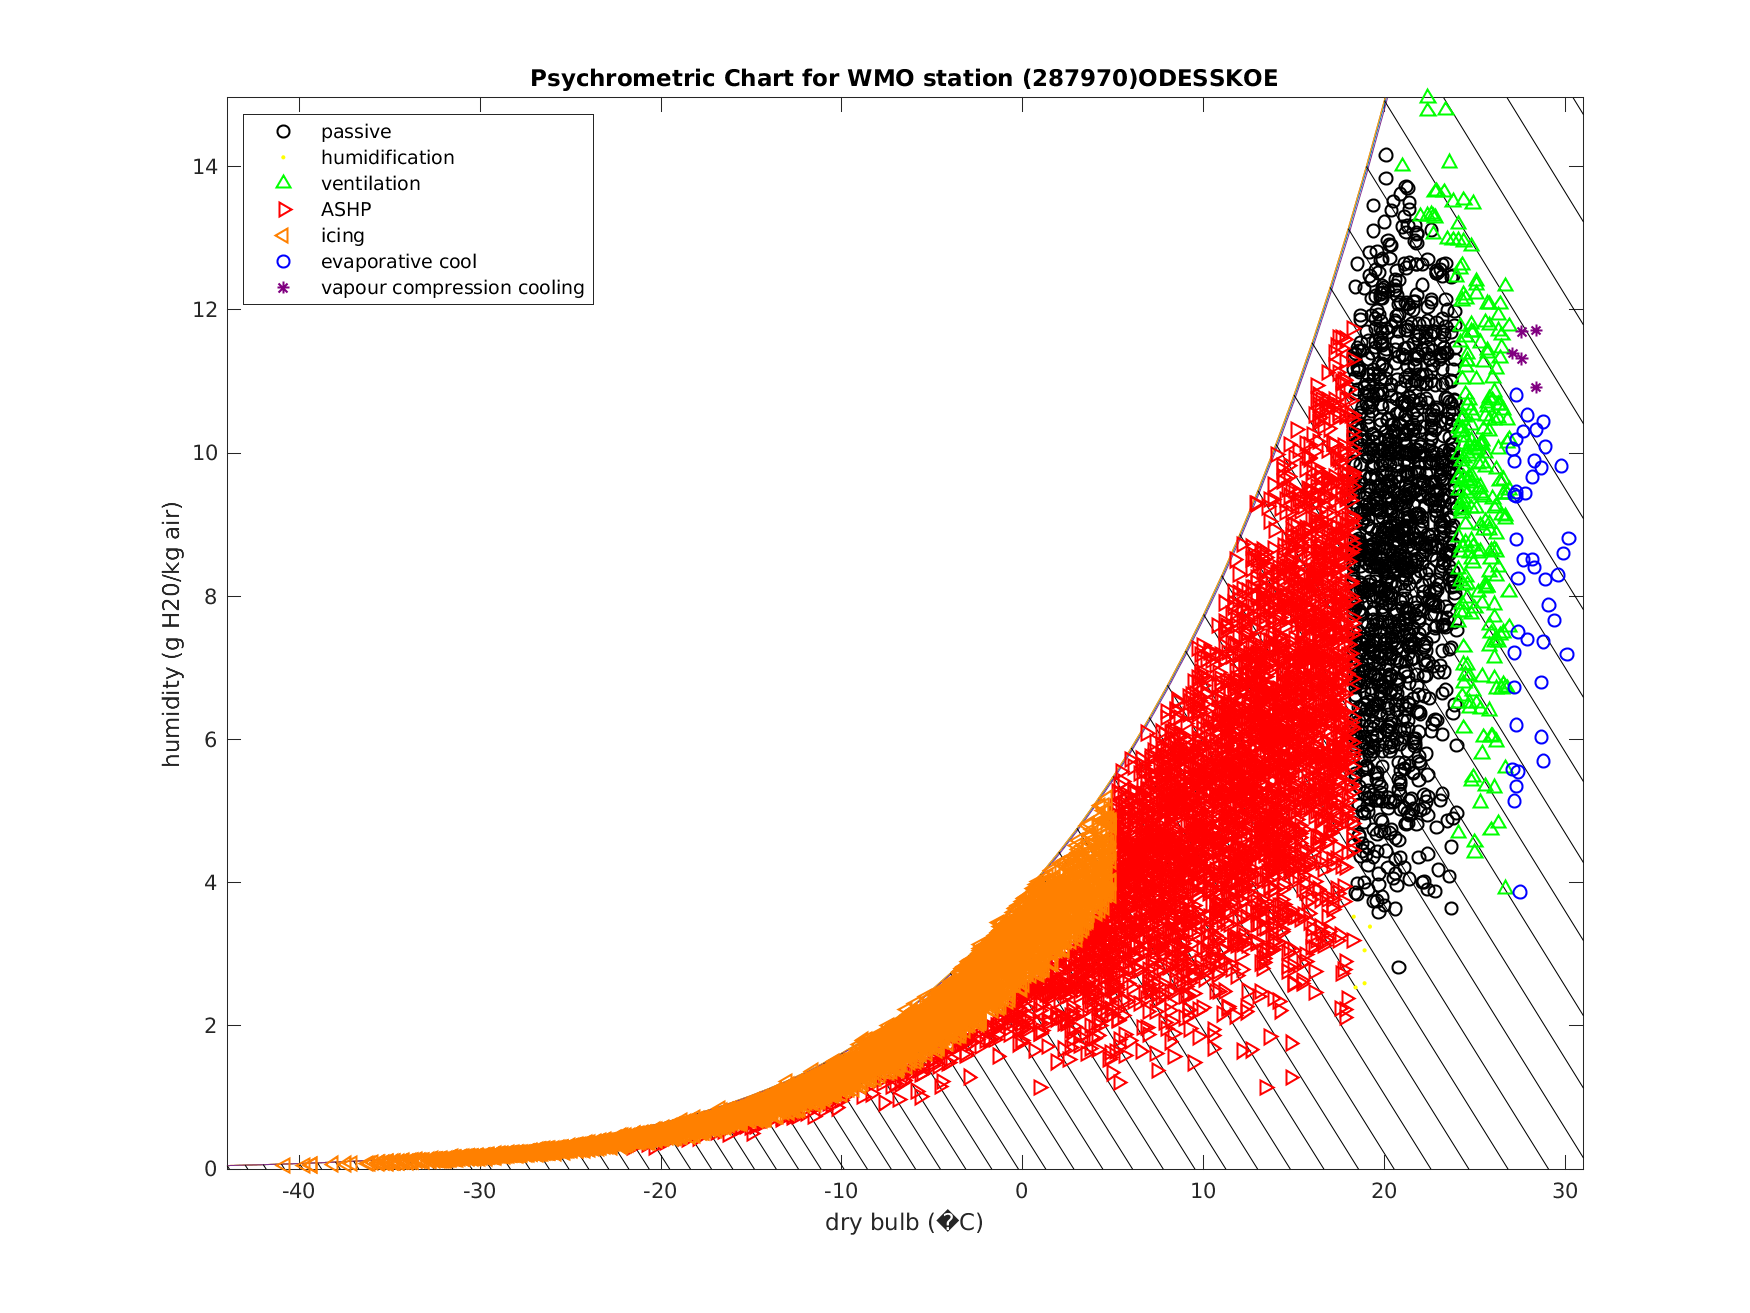 Psychrometric Chart for WMO station (287970)ODESSKOE
passive
humidification
ventilation
ASHP
icing
evaporative cool
vapour compression cooling
humidity (g H20/kg air)
14
12
10
8
6
4
2
0
-40 -30 -20 -10 0 10 20 30
dry bulb (�C)